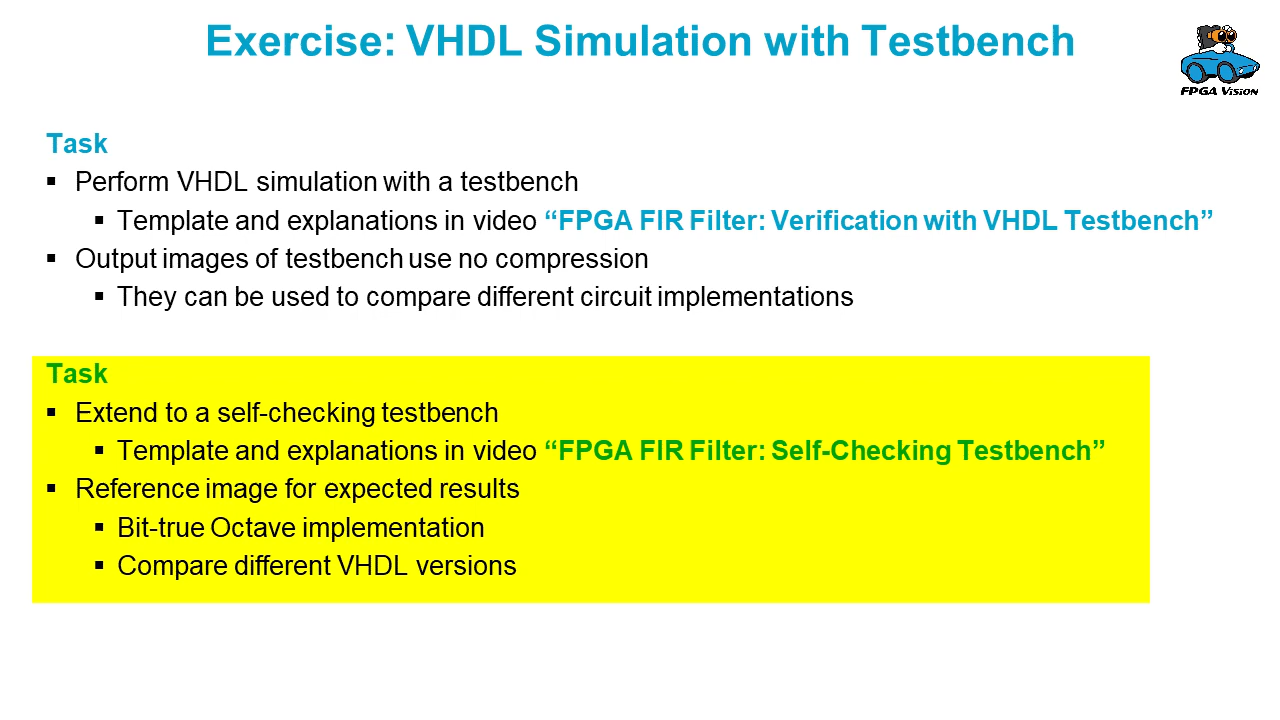 Exercise: VHDL Simulation with Testbench
FPGA Vision
Task
▪ Perform VHDL simulation with a testbench
▪ Template and explanations in video “FPGA FIR Filter: Verification with VHDL Testbench”
▪ Output images of testbench use no compression
▪ They can be used to compare different circuit implementations
Task
▪ Extend to a self-checking testbench
▪ Template and explanations in video “FPGA FIR Filter: Self-Checking Testbench”
▪ Reference image for expected results
▪ Bit-true Octave implementation
▪ Compare different VHDL versions